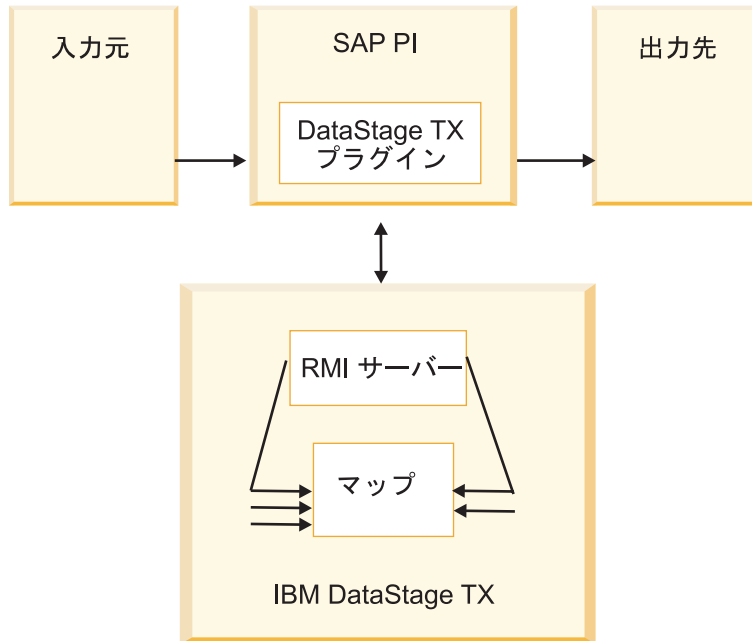 入力元
SAP PI
出力先
DataStage TX
プラグイン
RMI サーバー
マップ
IBM DataStage TX